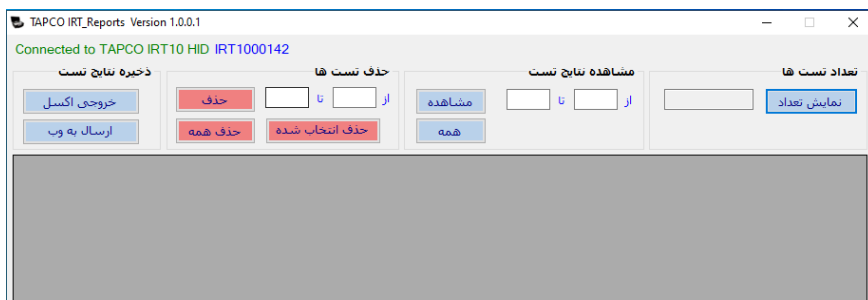 TAPCO IRT_Reports Version 1.0.0.1
Connected to TAPCO IRT10 HID IRT1000142
تعداد تست ها
نمایش تعداد
مشاهده نتایج تست
از تا مشاهده
همه
حذف تست ها
از تا حذف
حذف انتخاب شده حذف همه
ذخیره نتایج تست
خروجی اکسل
ارسال به وب